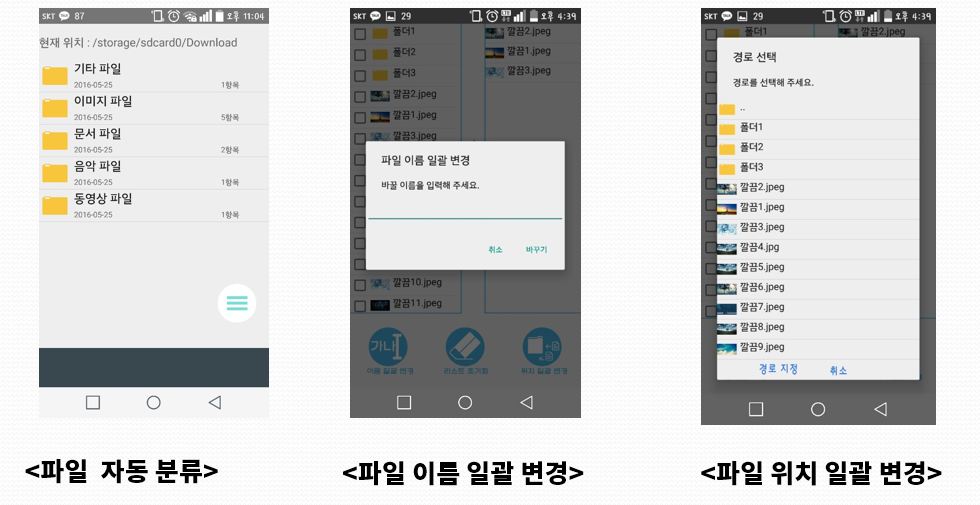 SKT 87 오후 11:04
현재 위치 : /storage/sdcard0/Download
기타 파일
2016-05-25 1항목
이미지 파일
2016-05-25 5항목
문서 파일
2016-05-25 2항목
음악 파일
2016-05-25 1항목
동영상 파일
2016-05-25 1항목
<파일 자동 분류>
SKT 29 LTE 오후 4:39
폴더1 깔끔2.jpeg
폴더2 깔끔1.jpeg
폴더3 깔끔3.jpeg
깔끔2.jpeg
깔끔1.jpeg
깔끔3.jpeg
파일 이름 일괄 변경
바꿀 이름을 입력해 주세요.
취소 바꾸기
깔끔10.jpeg
깔끔11.jpeg
가나
이름 일괄 변경 리스트 초기화 위치 일괄 변경
<파일 이름 일괄 변경>
SKT 29 LTE 오후 4:39
폴더1 깔끔2.jpeg
경로 선택
경로를 선택해 주세요.
..
폴더1
폴더2
폴더3
깔끔2.jpeg
깔끔1.jpeg
깔끔3.jpeg
깔끔4.jpg
깔끔5.jpeg
깔끔6.jpeg
깔끔7.jpeg
깔끔8.jpeg
깔끔9.jpeg
경로 지정 취소
<파일 위치 일괄 변경>